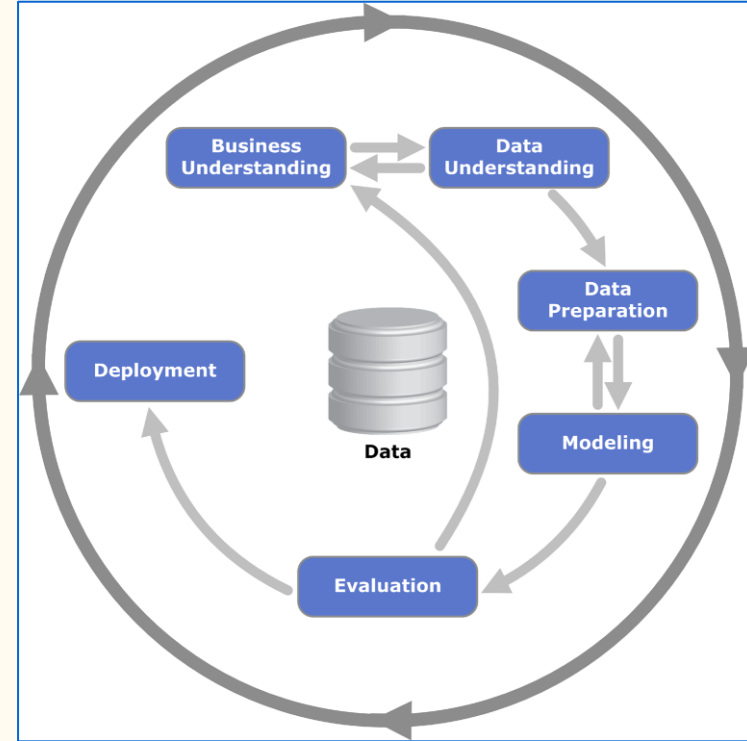 Business
Understanding
Data
Understanding
Data
Preparation
Deployment
Data
Modeling
Evaluation